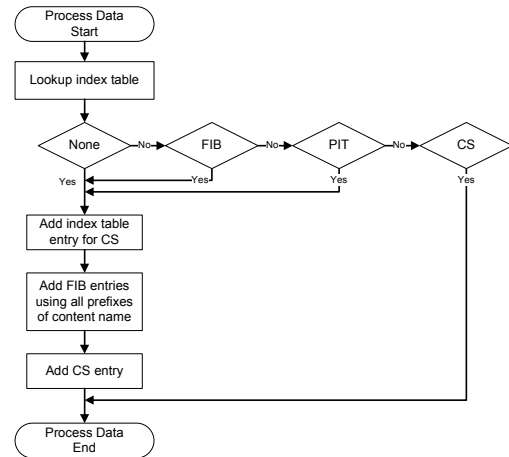 Process Data
Start
Lookup index table
None
No
FIB
No
PIT
No
CS
Yes
Yes
Yes
Yes
Add index table
entry for CS
Add FIB entries
using all prefixes
of content name
Add CS entry
Process Data
End